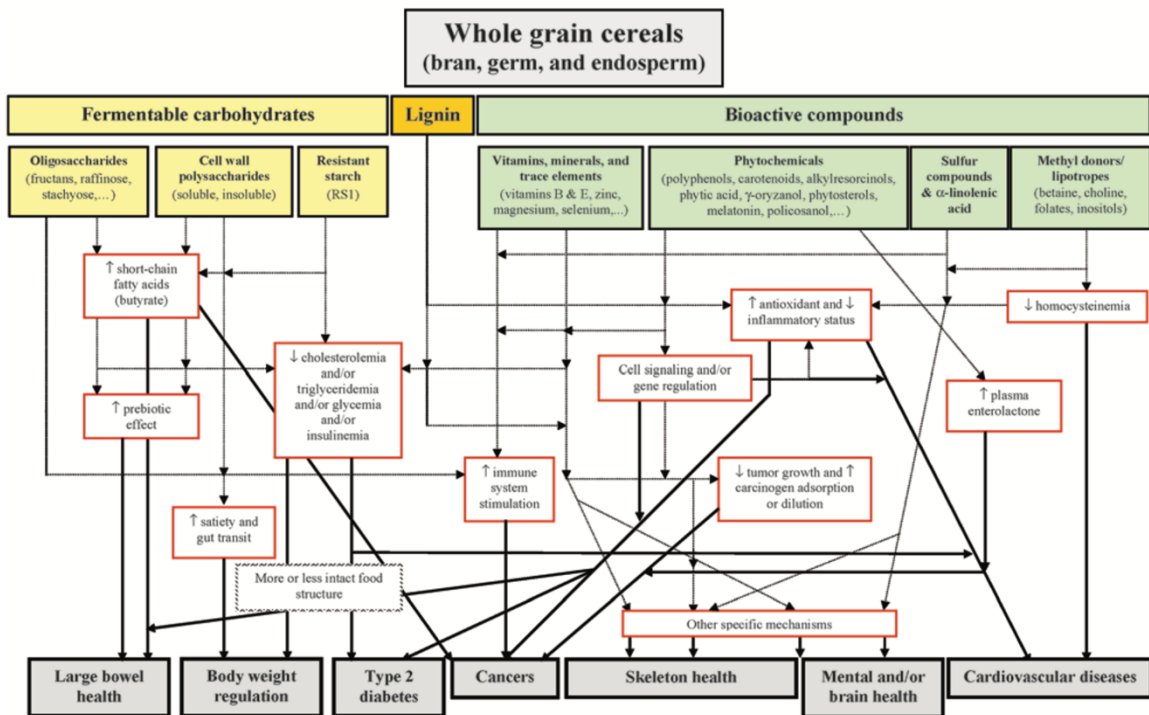 Whole grain cereals
(bran, germ, and endosperm)
Fermentable carbohydrates
Lignin
Bioactive compounds
Oligosaccharides
(fructans, raffinose,
stachyose,…)
Cell wall
polysaccharides
(soluble, insoluble)
Resistant
starch
(RS1)
Vitamins, minerals, and
trace elements
(vitamins B & E, zinc,
magnesium, selenium,...)
Phytochemicals
(polyphenols, carotenoids, alkylresorcinols,
phytic acid, γ-oryzanol, phytosterols,
melatonin, policosanol,…)
Sulfur
compounds
& α-linolenic
acid
Methyl donors/
lipotropes
(betaine, choline,
folates, inositols)
↑ short-chain
fatty acids
(butyrate)
↑ antioxidant and ↓
inflammatory status
↓ homocysteinemia
↓ cholesterolemia
and/or
triglyceridemia
and/or glycemia
and/or
insulinemia
Cell signaling and/or
gene regulation
↑ prebiotic
effect
↑ plasma
enterolactone
↑ immune
system
stimulation
↓ tumor growth and ↑
carcinogen adsorption
or dilution
↑ satiety and
gut transit
More or less intact food
structure
Other specific mechanisms
Large bowel
health
Body weight
regulation
Type 2
diabetes
Cancers
Skeleton health
Mental and/or
brain health
Cardiovascular diseases